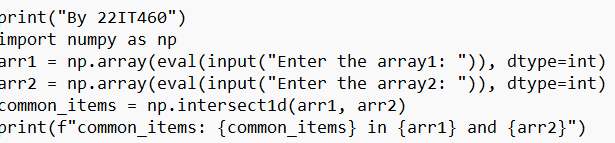 print("By 22IT460")
import numpy as np
arr1 = np.array(eval(input("Enter the array1: ")), dtype=int)
arr2 = np.array(eval(input("Enter the array2: ")), dtype=int)
common_items = np.intersect1d(arr1, arr2)
print(f"common_items: {common_items} in {arr1} and {arr2}")